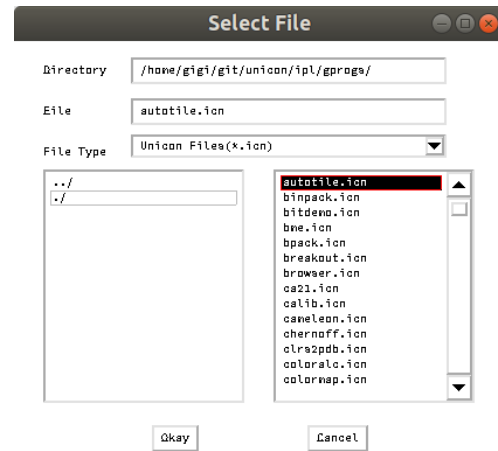 Select File
Directory
/home/gigi/git/unicon/ipl/gprogs/
File
autotile.icn
File Type
Unicon Files(*.icn)
../
./
autotile.icn
binpack.icn
bitdemo.icn
bme.icn
bpack.icn
breakout.icn
browser.icn
ca21.icn
calib.icn
cameleon.icn
chernoff.icn
clrs2pdb.icn
coloralc.icn
colormap.icn
Okay
Cancel